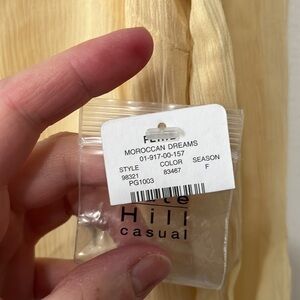 MOROCCAN DREAMS
01-917-00-157
STYLE COLOR SEASON
98321 83467 F
PG1003
Hill
casual